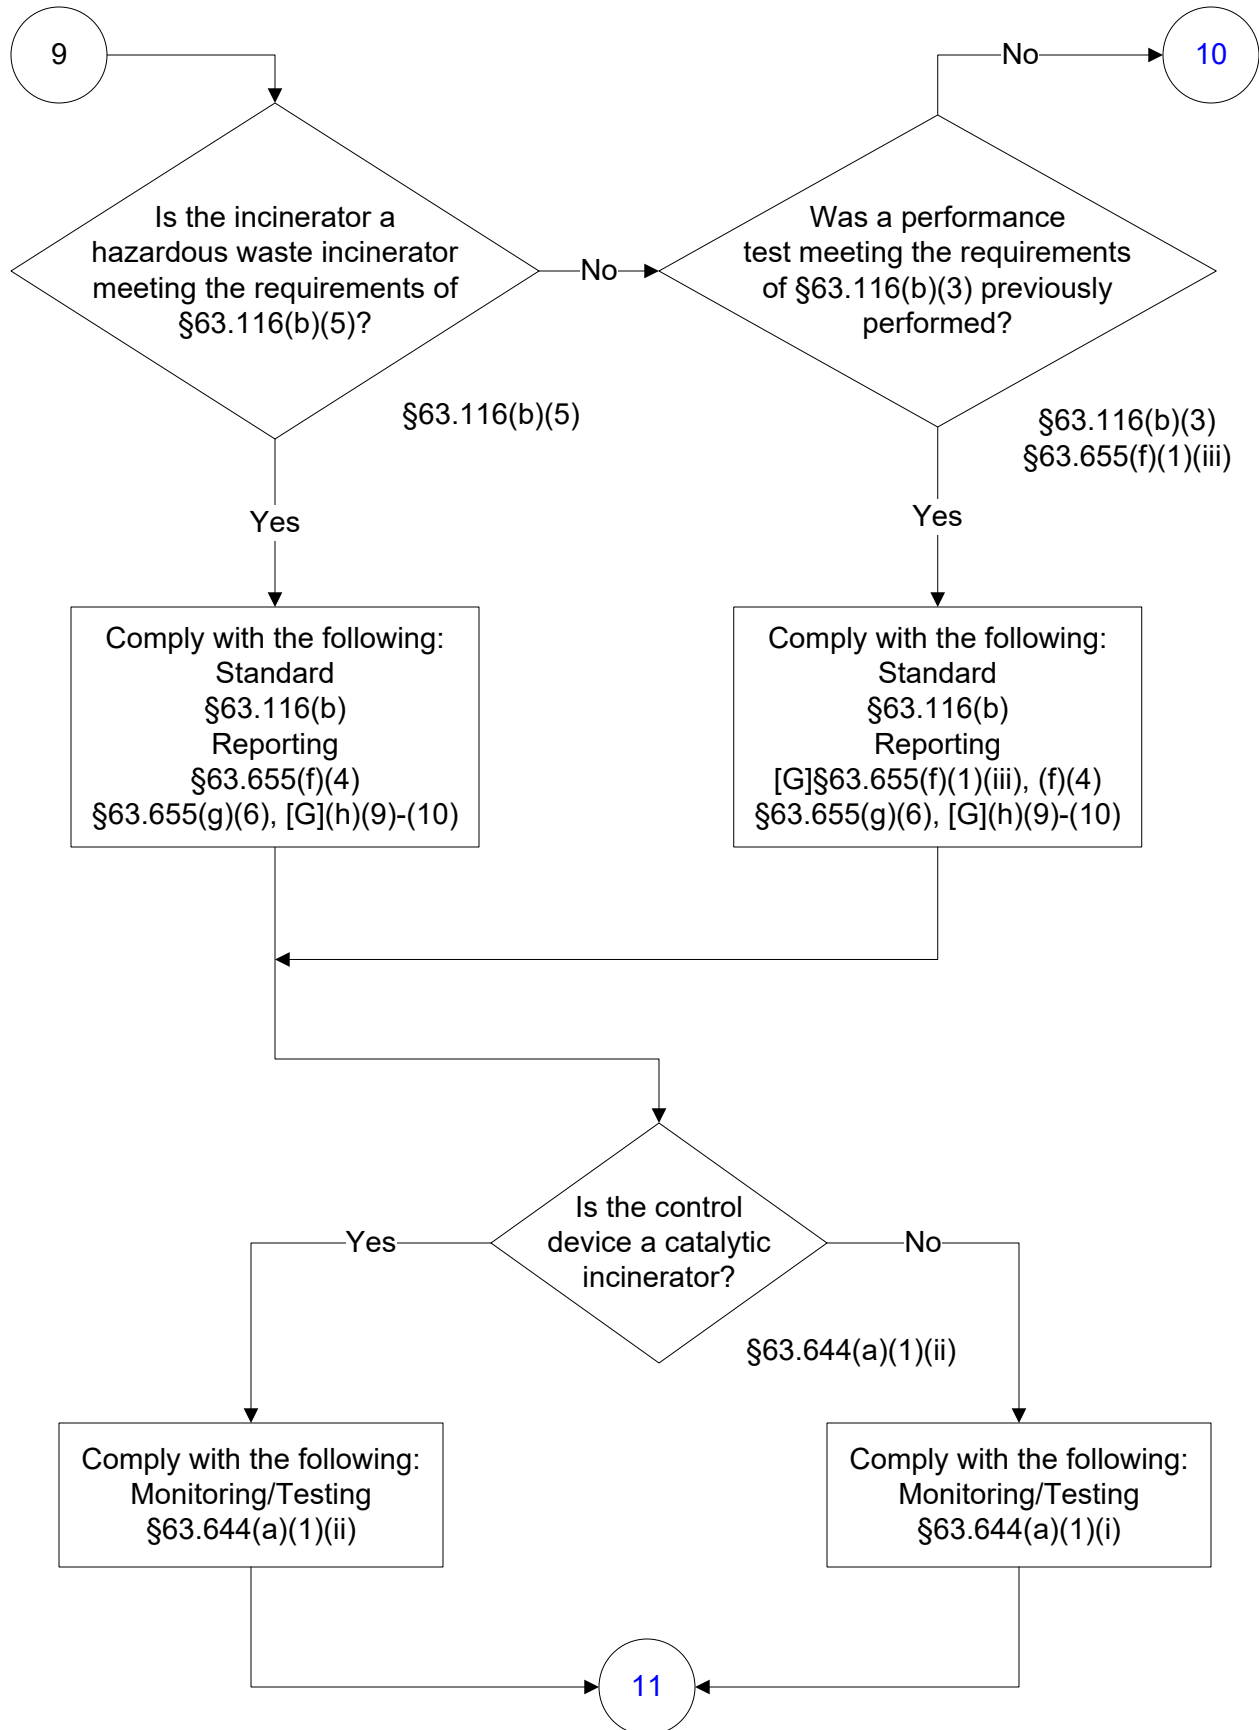 9
No
10
Is the incinerator a
hazardous waste incinerator
meeting the requirements of
§63.116(b)(5)?
No
Was a performance
test meeting the requirements
of §63.116(b)(3) previously
performed?
§63.116(b)(5)
§63.116(b)(3)
§63.655(f)(1)(iii)
Yes
Yes
Comply with the following:
Standard
§63.116(b)
Reporting
§63.655(f)(4)
§63.655(g)(6), [G](h)(9)-(10)
Comply with the following:
Standard
§63.116(b)
Reporting
[G]§63.655(f)(1)(iii), (f)(4)
§63.655(g)(6), [G](h)(9)-(10)
Is the control
device a catalytic
incinerator?
Yes
No
§63.644(a)(1)(ii)
Comply with the following:
Monitoring/Testing
§63.644(a)(1)(ii)
Comply with the following:
Monitoring/Testing
§63.644(a)(1)(i)
11